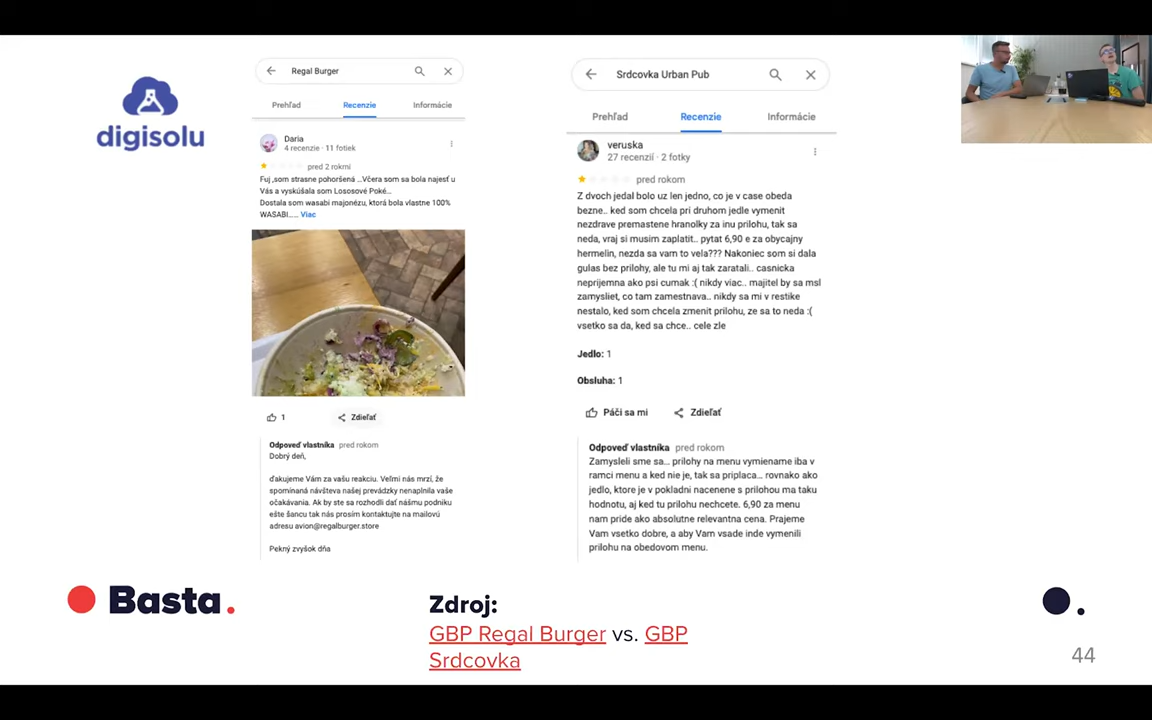 digisolu
Regal Burger
Prehľad Recenzie Informácie
Daria
4 recenzie · 11 fotiek
pred 2 rokmi
Fuj ,som strasne pohoršená ...Včera som sa bola najesť u
Vás a vyskúšala som Lososové Poké...
Dostala som wasabi majonézu, ktorá bola vlastne 100%
WASABI..... Viac
1 Zdieľať
Odpoveď vlastníka pred rokom
Dobrý deň,
ďakujeme Vám za vašu reakciu. Veľmi nás mrzí, že
spomínaná návšteva našej prevádzky nenaplnila vaše
očakávania. Ak by ste sa rozhodli dať nášmu podniku
ešte šancu tak nás prosím kontaktujte na mailovú
adresu avion@regalburger.store
Pekný zvyšok dňa
Srdcovka Urban Pub
Prehľad Recenzie Informácie
veruska
27 recenzií · 2 fotky
pred rokom
Z dvoch jedal bolo uz len jedno, co je v case obeda
bezne.. ked som chcela pri druhom jedle vymenit
nezdrave premastene hranolky za inu prilohu, tak sa
neda, vraj si musim zaplatit.. pytat 6,90 e za obycajny
hermelin, nezda sa vam to vela??? Nakoniec som si dala
gulas bez prilohy, ale tu mi aj tak zaratali.. casnicka
neprijemna ako psi cumak :( nikdy viac.. majitel by sa msl
zamysliet, co tam zamestnava.. nikdy sa mi v restike
nestalo, ked som chcela zmenit prilohu, ze sa to neda :(
vsetko sa da, ked sa chce.. cele zle
Jedlo: 1
Obsluha: 1
Páči sa mi Zdieľať
Odpoveď vlastníka pred rokom
Zamysleli sme sa... prilohy na menu vymiename iba v
ramci menu a ked nie je, tak sa priplaca... rovnako ako
jedlo, ktore je v pokladni nacenene s prilohou ma taku
hodnotu, aj ked tu prilohu nechcete. 6,90 za menu
nam pride ako absolutne relevantna cena. Prajeme
Vam vsetko dobre, a aby Vam vsade inde vymenili
prilohu na obedovom menu.
Basta.
Zdroj:
GBP Regal Burger vs. GBP
Srdcovka
44